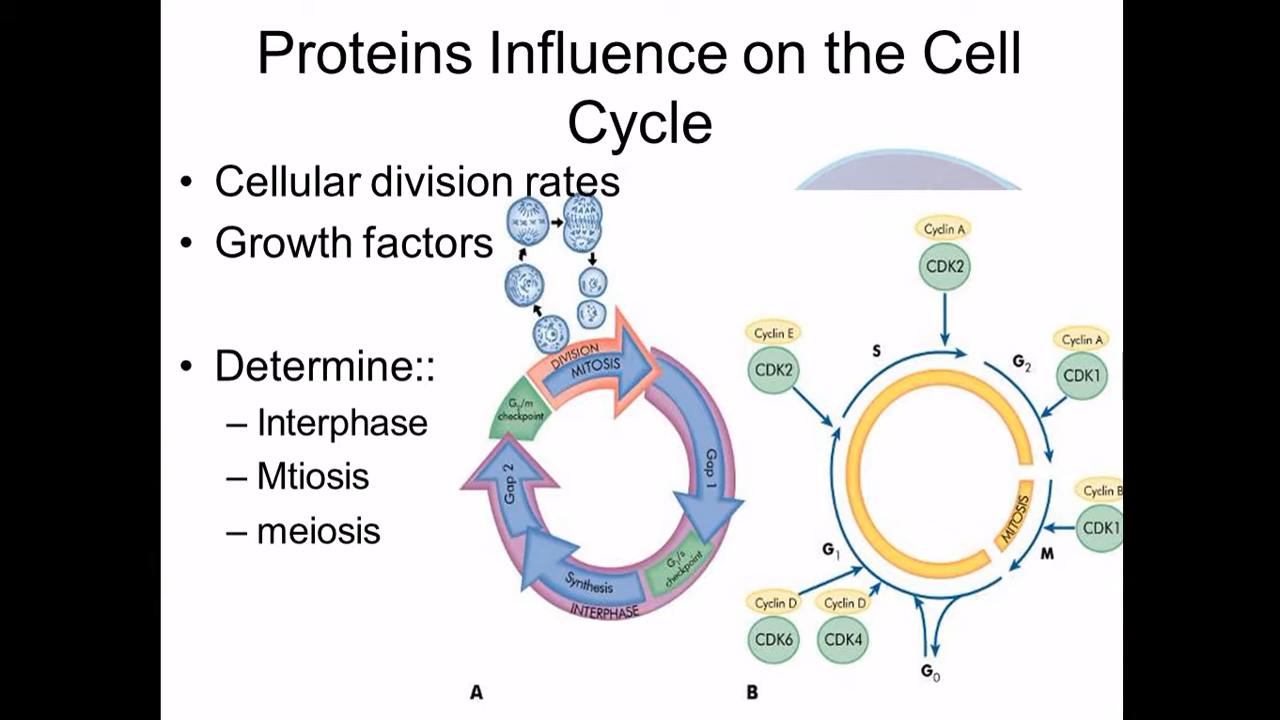 Proteins Influence on the Cell
Cycle
• Cellular division rates
• Growth factors
• Determine::
– Interphase
– Mtiosis
– meiosis
DIVISION
MITOSIS
G₂/m
checkpoint
Gap 1
Gap 2
G₁/s
checkpoint
Synthesis
INTERPHASE
A
Cyclin A
CDK2
Cyclin E
CDK2
S
G₂
Cyclin A
CDK1
MITOSIS
Cyclin B
CDK1
M
G₁
Cyclin D
CDK6
Cyclin D
CDK4
G₀
B